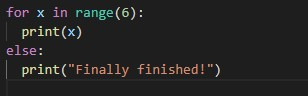 for x in range(6):
  print(x)
else:
  print("Finally finished!")